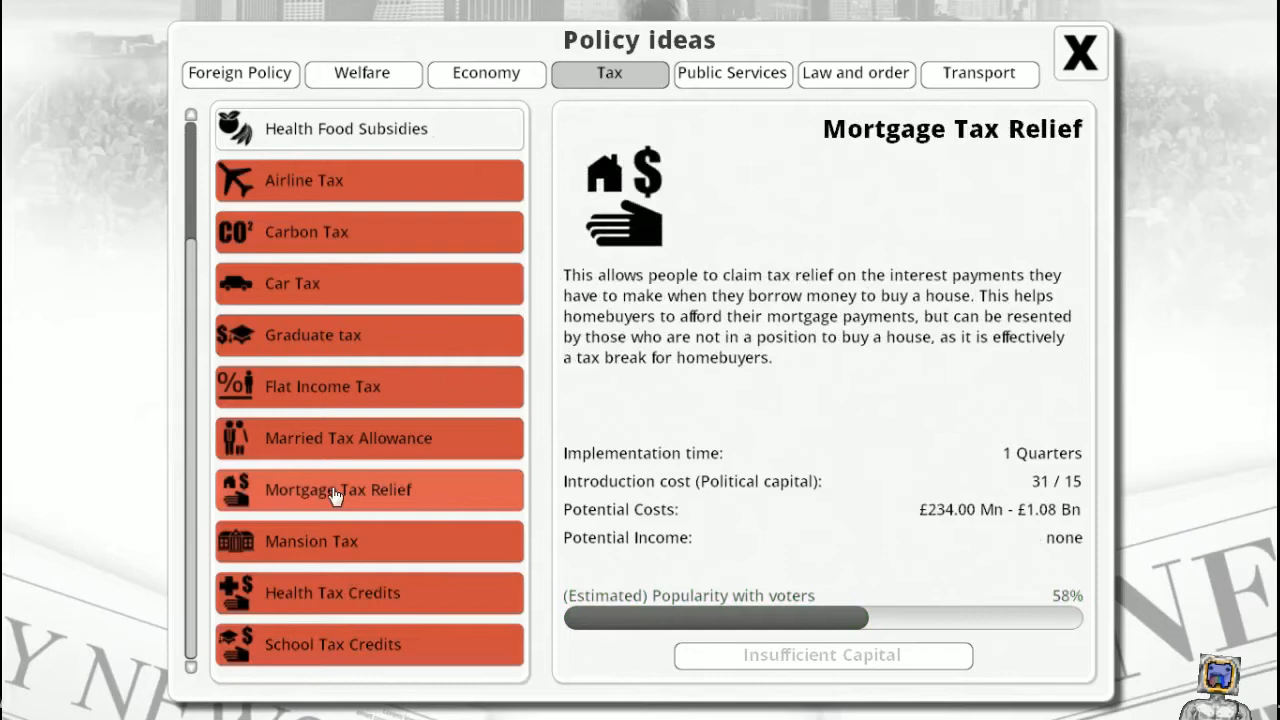 Policy ideas
X
Foreign Policy
Welfare
Economy
Tax
Public Services
Law and order
Transport
Health Food Subsidies
Airline Tax
CO²
Carbon Tax
Car Tax
$
Graduate tax
%
Flat Income Tax
Married Tax Allowance
$
Mortgage Tax Relief
Mansion Tax
$
Health Tax Credits
$
School Tax Credits
Mortgage Tax Relief
$
This allows people to claim tax relief on the interest payments they
have to make when they borrow money to buy a house. This helps
homebuyers to afford their mortgage payments, but can be resented
by those who are not in a position to buy a house, as it is effectively
a tax break for homebuyers.
Implementation time: 1 Quarters
Introduction cost (Political capital): 31 / 15
Potential Costs: £234.00 Mn - £1.08 Bn
Potential Income: none
(Estimated) Popularity with voters 58%
Insufficient Capital